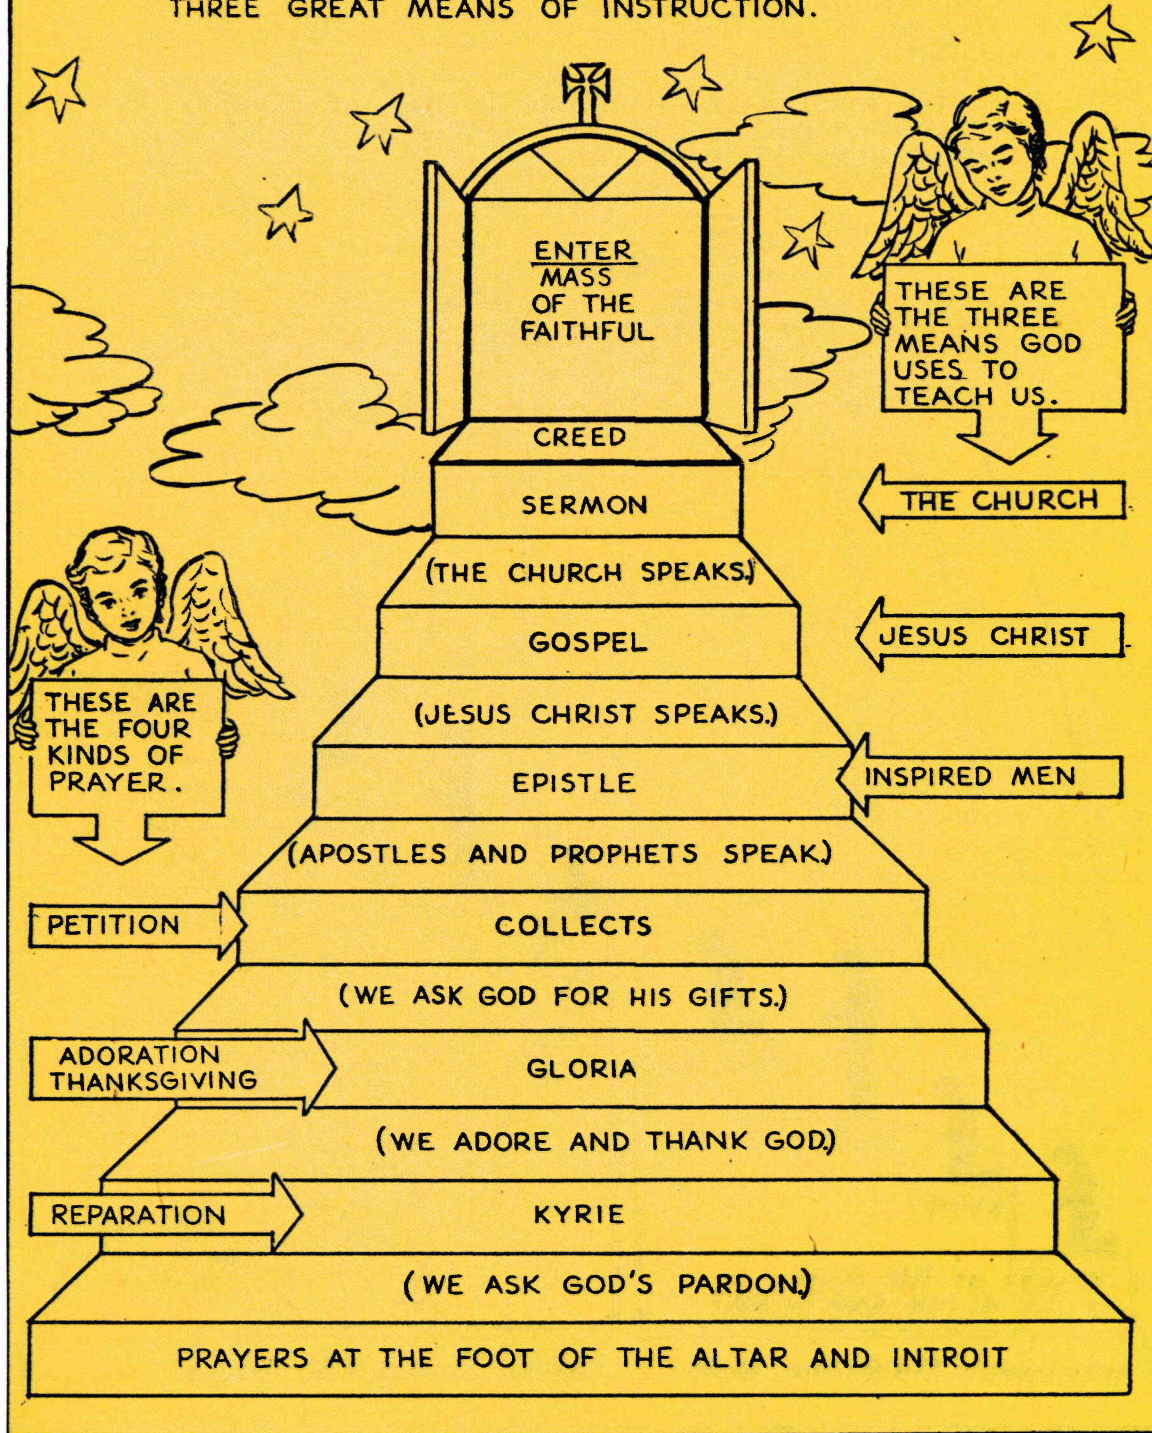 THREE GREAT MEANS OF INSTRUCTION.
ENTER
MASS
OF THE
FAITHFUL
THESE ARE
THE THREE
MEANS GOD
USES TO
TEACH US.
CREED
SERMON
THE CHURCH
(THE CHURCH SPEAKS.)
GOSPEL
JESUS CHRIST
(JESUS CHRIST SPEAKS.)
THESE ARE
THE FOUR
KINDS OF
PRAYER.
EPISTLE
INSPIRED MEN
(APOSTLES AND PROPHETS SPEAK.)
PETITION
COLLECTS
(WE ASK GOD FOR HIS GIFTS.)
ADORATION
THANKSGIVING
GLORIA
(WE ADORE AND THANK GOD.)
REPARATION
KYRIE
(WE ASK GOD'S PARDON.)
PRAYERS AT THE FOOT OF THE ALTAR AND INTROIT